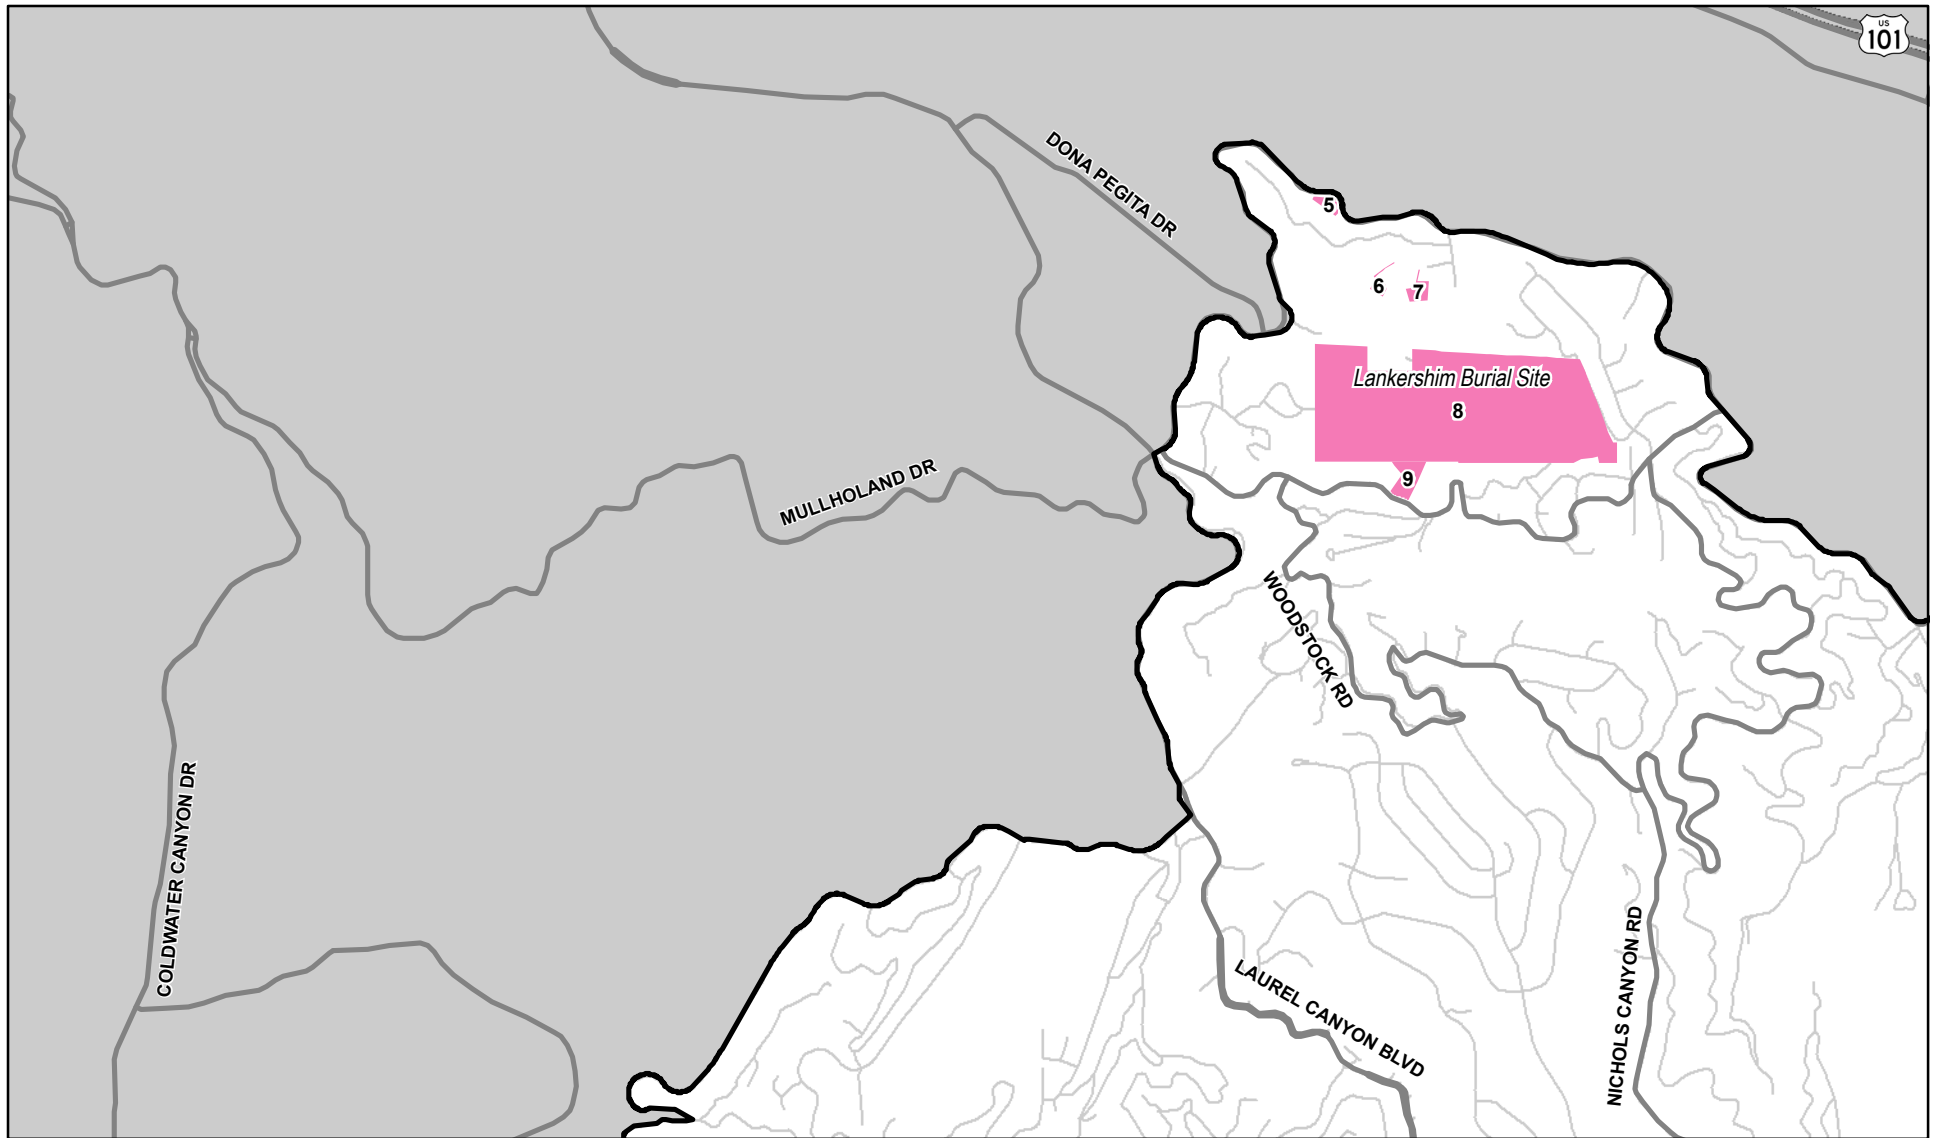 US
101
DONA PEGITA DR
5
6
7
Lankershim Burial Site
8
9
MULLHOLAND DR
WOODSTOCK RD
COLDWATER CANYON DR
LAUREL CANYON BLVD
NICHOLS CANYON RD